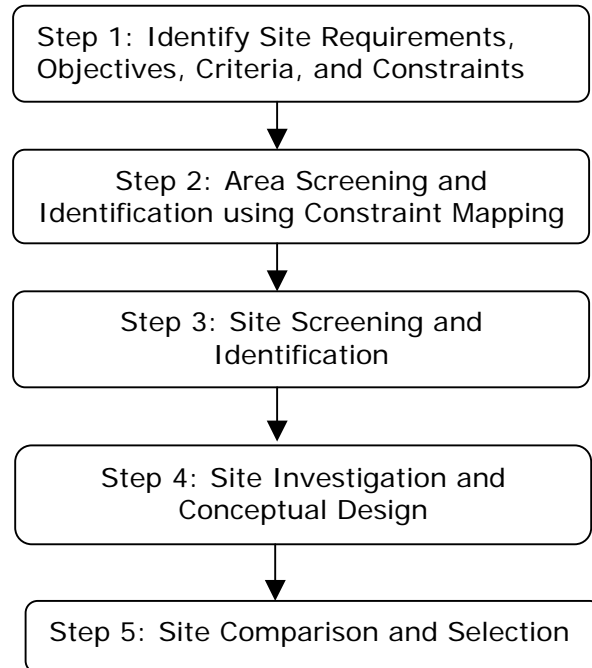 Step 1: Identify Site Requirements,
Objectives, Criteria, and Constraints
Step 2: Area Screening and
Identification using Constraint Mapping
Step 3: Site Screening and
Identification
Step 4: Site Investigation and
Conceptual Design
Step 5: Site Comparison and Selection